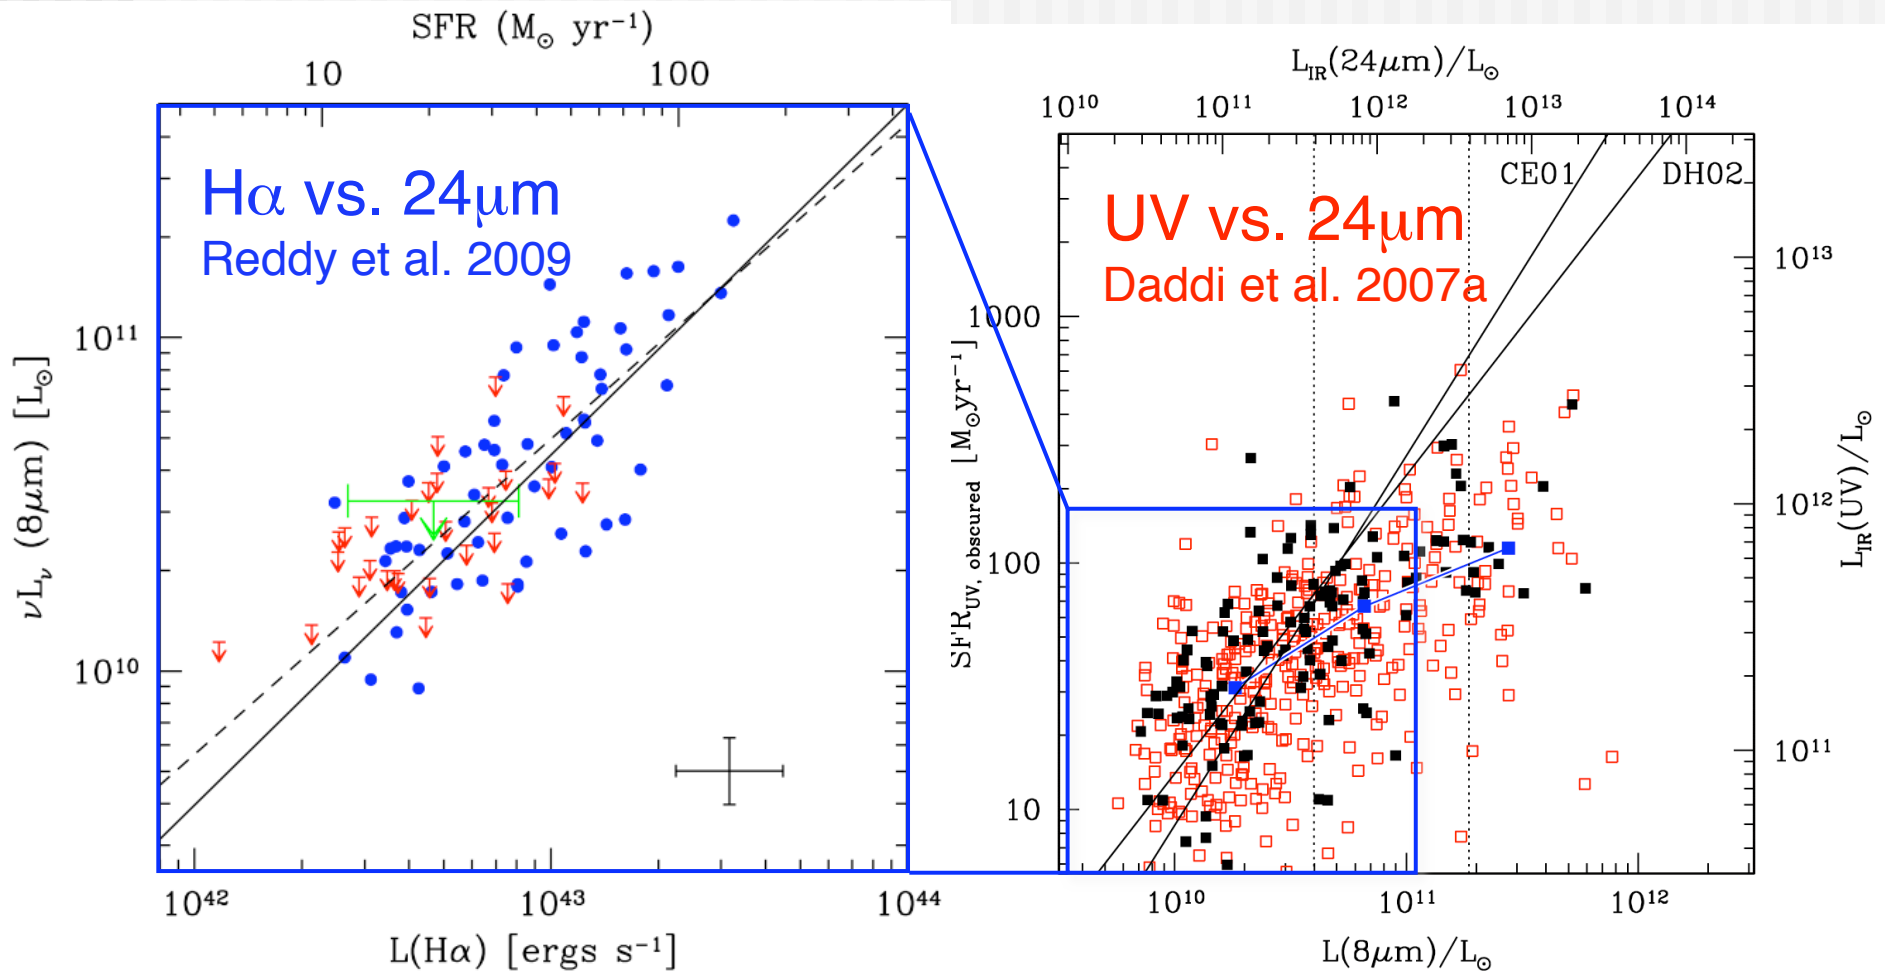 SFR (M⊙ yr⁻¹)
10 100
Hα vs. 24μm
Reddy et al. 2009
10¹¹
10¹⁰
νLν (8μm) [L⊙]
10⁴² 10⁴³ 10⁴⁴
L(Hα) [ergs s⁻¹]
L_IR(24μm)/L⊙
10¹⁰ 10¹¹ 10¹² 10¹³ 10¹⁴
CE01 DH02
UV vs. 24μm
Daddi et al. 2007a
1000
100
10
SFR_UV, obscured [M⊙yr⁻¹]
10¹³
10¹²
10¹¹
L_IR(UV)/L⊙
10¹⁰ 10¹¹ 10¹²
L(8μm)/L⊙